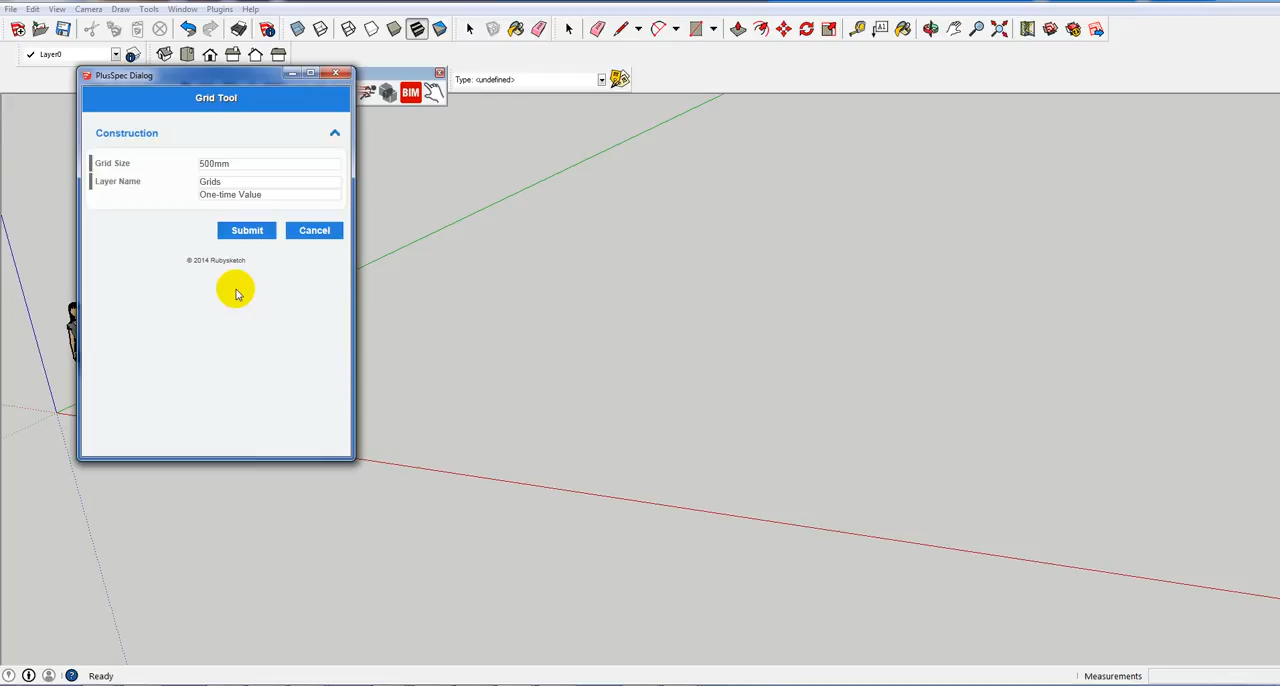 File Edit View Camera Draw Tools Window Plugins Help
A1
Layer0
PlusSpec Dialog
BIM
Type: <undefined>
Grid Tool
Construction
Grid Size 500mm
Layer Name Grids
One-time Value
Submit Cancel
© 2014 Rubysketch
Ready
Measurements